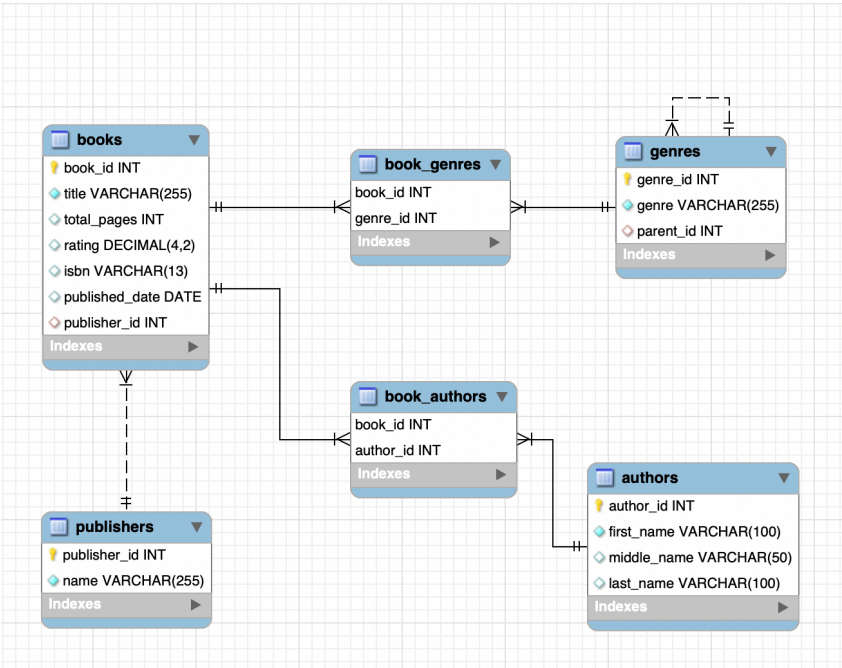 books
book_id INT
title VARCHAR(255)
total_pages INT
rating DECIMAL(4,2)
isbn VARCHAR(13)
published_date DATE
publisher_id INT
Indexes
book_genres
book_id INT
genre_id INT
Indexes
genres
genre_id INT
genre VARCHAR(255)
parent_id INT
Indexes
book_authors
book_id INT
author_id INT
Indexes
publishers
publisher_id INT
name VARCHAR(255)
Indexes
authors
author_id INT
first_name VARCHAR(100)
middle_name VARCHAR(50)
last_name VARCHAR(100)
Indexes